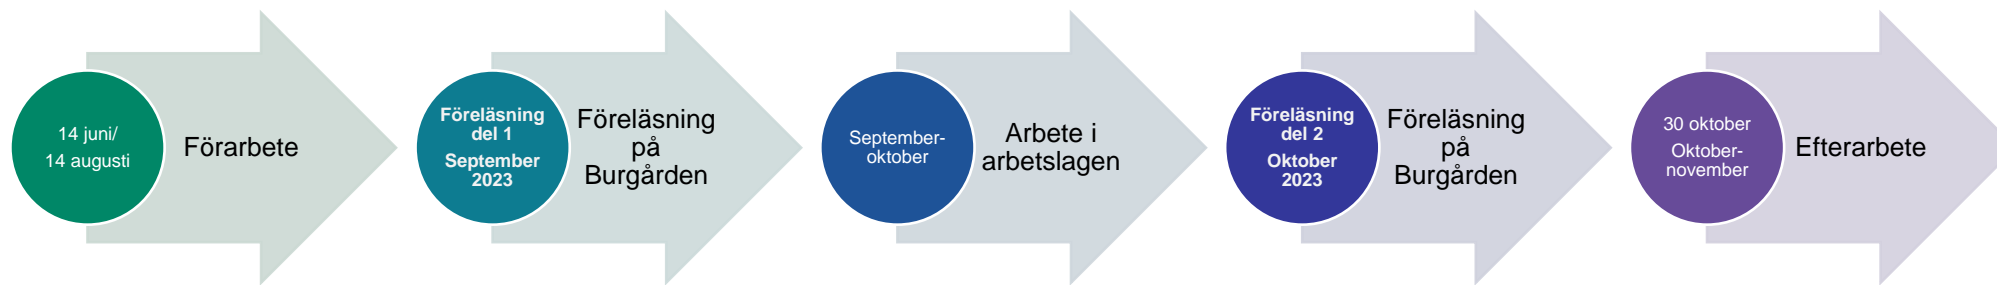 14 juni/
14 augusti
Förarbete
Föreläsning
del 1
September
2023
Föreläsning
på
Burgården
September-
oktober
Arbete i
arbetslagen
Föreläsning
del 2
Oktober
2023
Föreläsning
på
Burgården
30 oktober
Oktober-
november
Efterarbete